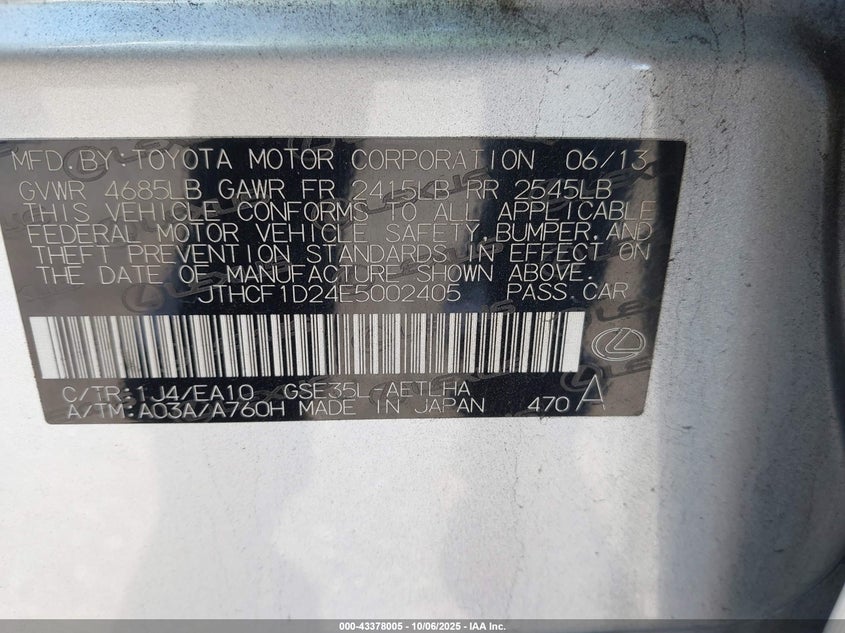 MFD.BY:TOYOTA MOTOR CORPORATION 06/13
GVWR 4685LB GAWR FR 2415LB RR 2545LB
THIS VEHICLE CONFORMS TO ALL APPLICABLE
FEDERAL MOTOR VEHICLE SAFETY,BUMPER,AND
THEFT PREVENTION STANDARDS IN EFFECT ON
THE DATE OF MANUFACTURE SHOWN ABOVE.
JTHCF1D24E5002405 PASS.CAR
C/TR:1J4/EA10 GSE35L/AETLHA
A/TM:A03A/A760H MADE IN JAPAN 470 A
LEXUS
000-43378005 - 10/06/2025 - IAA Inc.